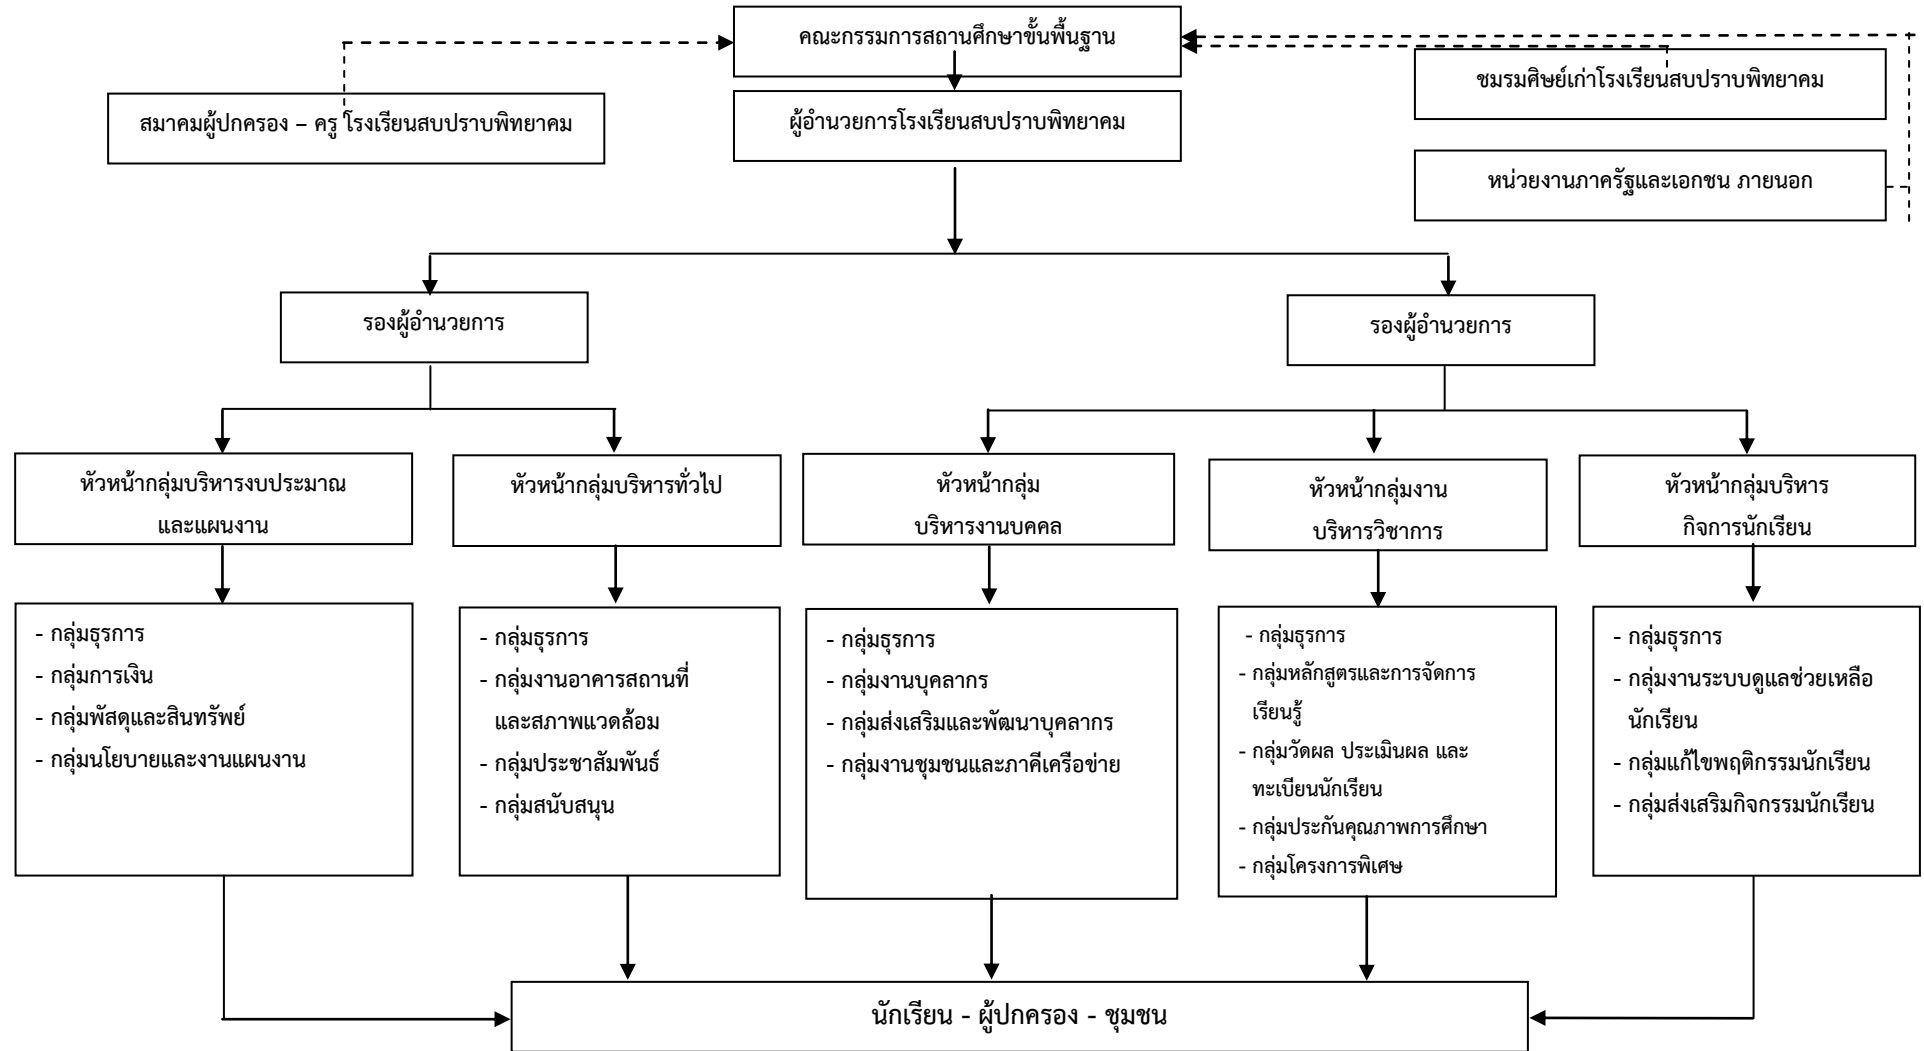 คณะกรรมการสถานศึกษาขั้นพื้นฐาน
ชมรมศิษย์เก่าโรงเรียนสบปราบพิทยาคม
สมาคมผู้ปกครอง – ครู โรงเรียนสบปราบพิทยาคม
ผู้อำนวยการโรงเรียนสบปราบพิทยาคม
หน่วยงานภาครัฐและเอกชน ภายนอก
รองผู้อำนวยการ
รองผู้อำนวยการ
หัวหน้ากลุ่มบริหารงบประมาณ
และแผนงาน
หัวหน้ากลุ่มบริหารทั่วไป
หัวหน้ากลุ่ม
บริหารงานบคคล
หัวหน้ากลุ่มงาน
บริหารวิชาการ
หัวหน้ากลุ่มบริหาร
กิจการนักเรียน
- กลุ่มธุรการ
- กลุ่มการเงิน
- กลุ่มพัสดุและสินทรัพย์
- กลุ่มนโยบายและงานแผนงาน
- กลุ่มธุรการ
- กลุ่มงานอาคารสถานที่
และสภาพแวดล้อม
- กลุ่มประชาสัมพันธ์
- กลุ่มสนับสนุน
- กลุ่มธุรการ
- กลุ่มงานบุคลากร
- กลุ่มส่งเสริมและพัฒนาบุคลากร
- กลุ่มงานชุมชนและภาคีเครือข่าย
- กลุ่มธุรการ
- กลุ่มหลักสูตรและการจัดการ
เรียนรู้
- กลุ่มวัดผล ประเมินผล และ
ทะเบียนนักเรียน
- กลุ่มประกันคุณภาพการศึกษา
- กลุ่มโครงการพิเศษ
- กลุ่มธุรการ
- กลุ่มงานระบบดูแลช่วยเหลือ
นักเรียน
- กลุ่มแก้ไขพฤติกรรมนักเรียน
- กลุ่มส่งเสริมกิจกรรมนักเรียน
นักเรียน - ผู้ปกครอง - ชุมชน